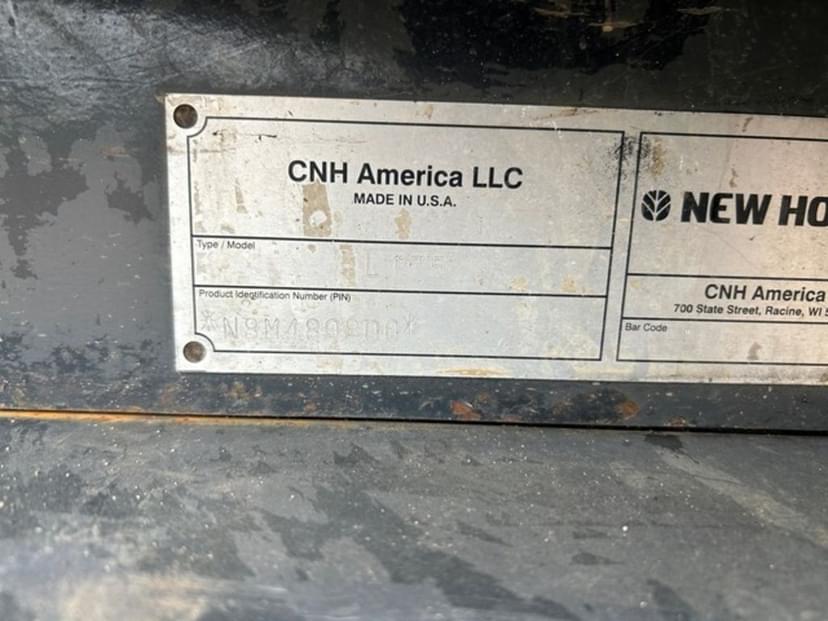 CNH America LLC
MADE IN U.S.A.
Type / Model
Product Identification Number (PIN)
NEW HO
CNH America
700 State Street, Racine, WI 5
Bar Code